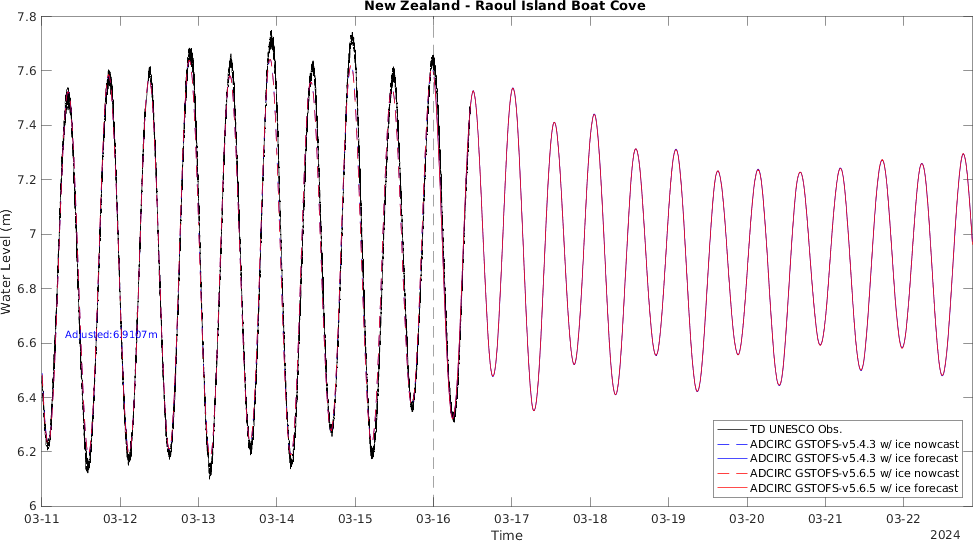 New Zealand - Raoul Island Boat Cove
7.8
7.6
7.4
7.2
7
6.8
6.6
6.4
6.2
6
Water Level (m)
Adjusted:6.9107m
TD UNESCO Obs.
ADCIRC GSTOFS-v5.4.3 w/ ice nowcast
ADCIRC GSTOFS-v5.4.3 w/ ice forecast
ADCIRC GSTOFS-v5.6.5 w/ ice nowcast
ADCIRC GSTOFS-v5.6.5 w/ ice forecast
03-11 03-12 03-13 03-14 03-15 03-16 03-17 03-18 03-19 03-20 03-21 03-22
Time
2024